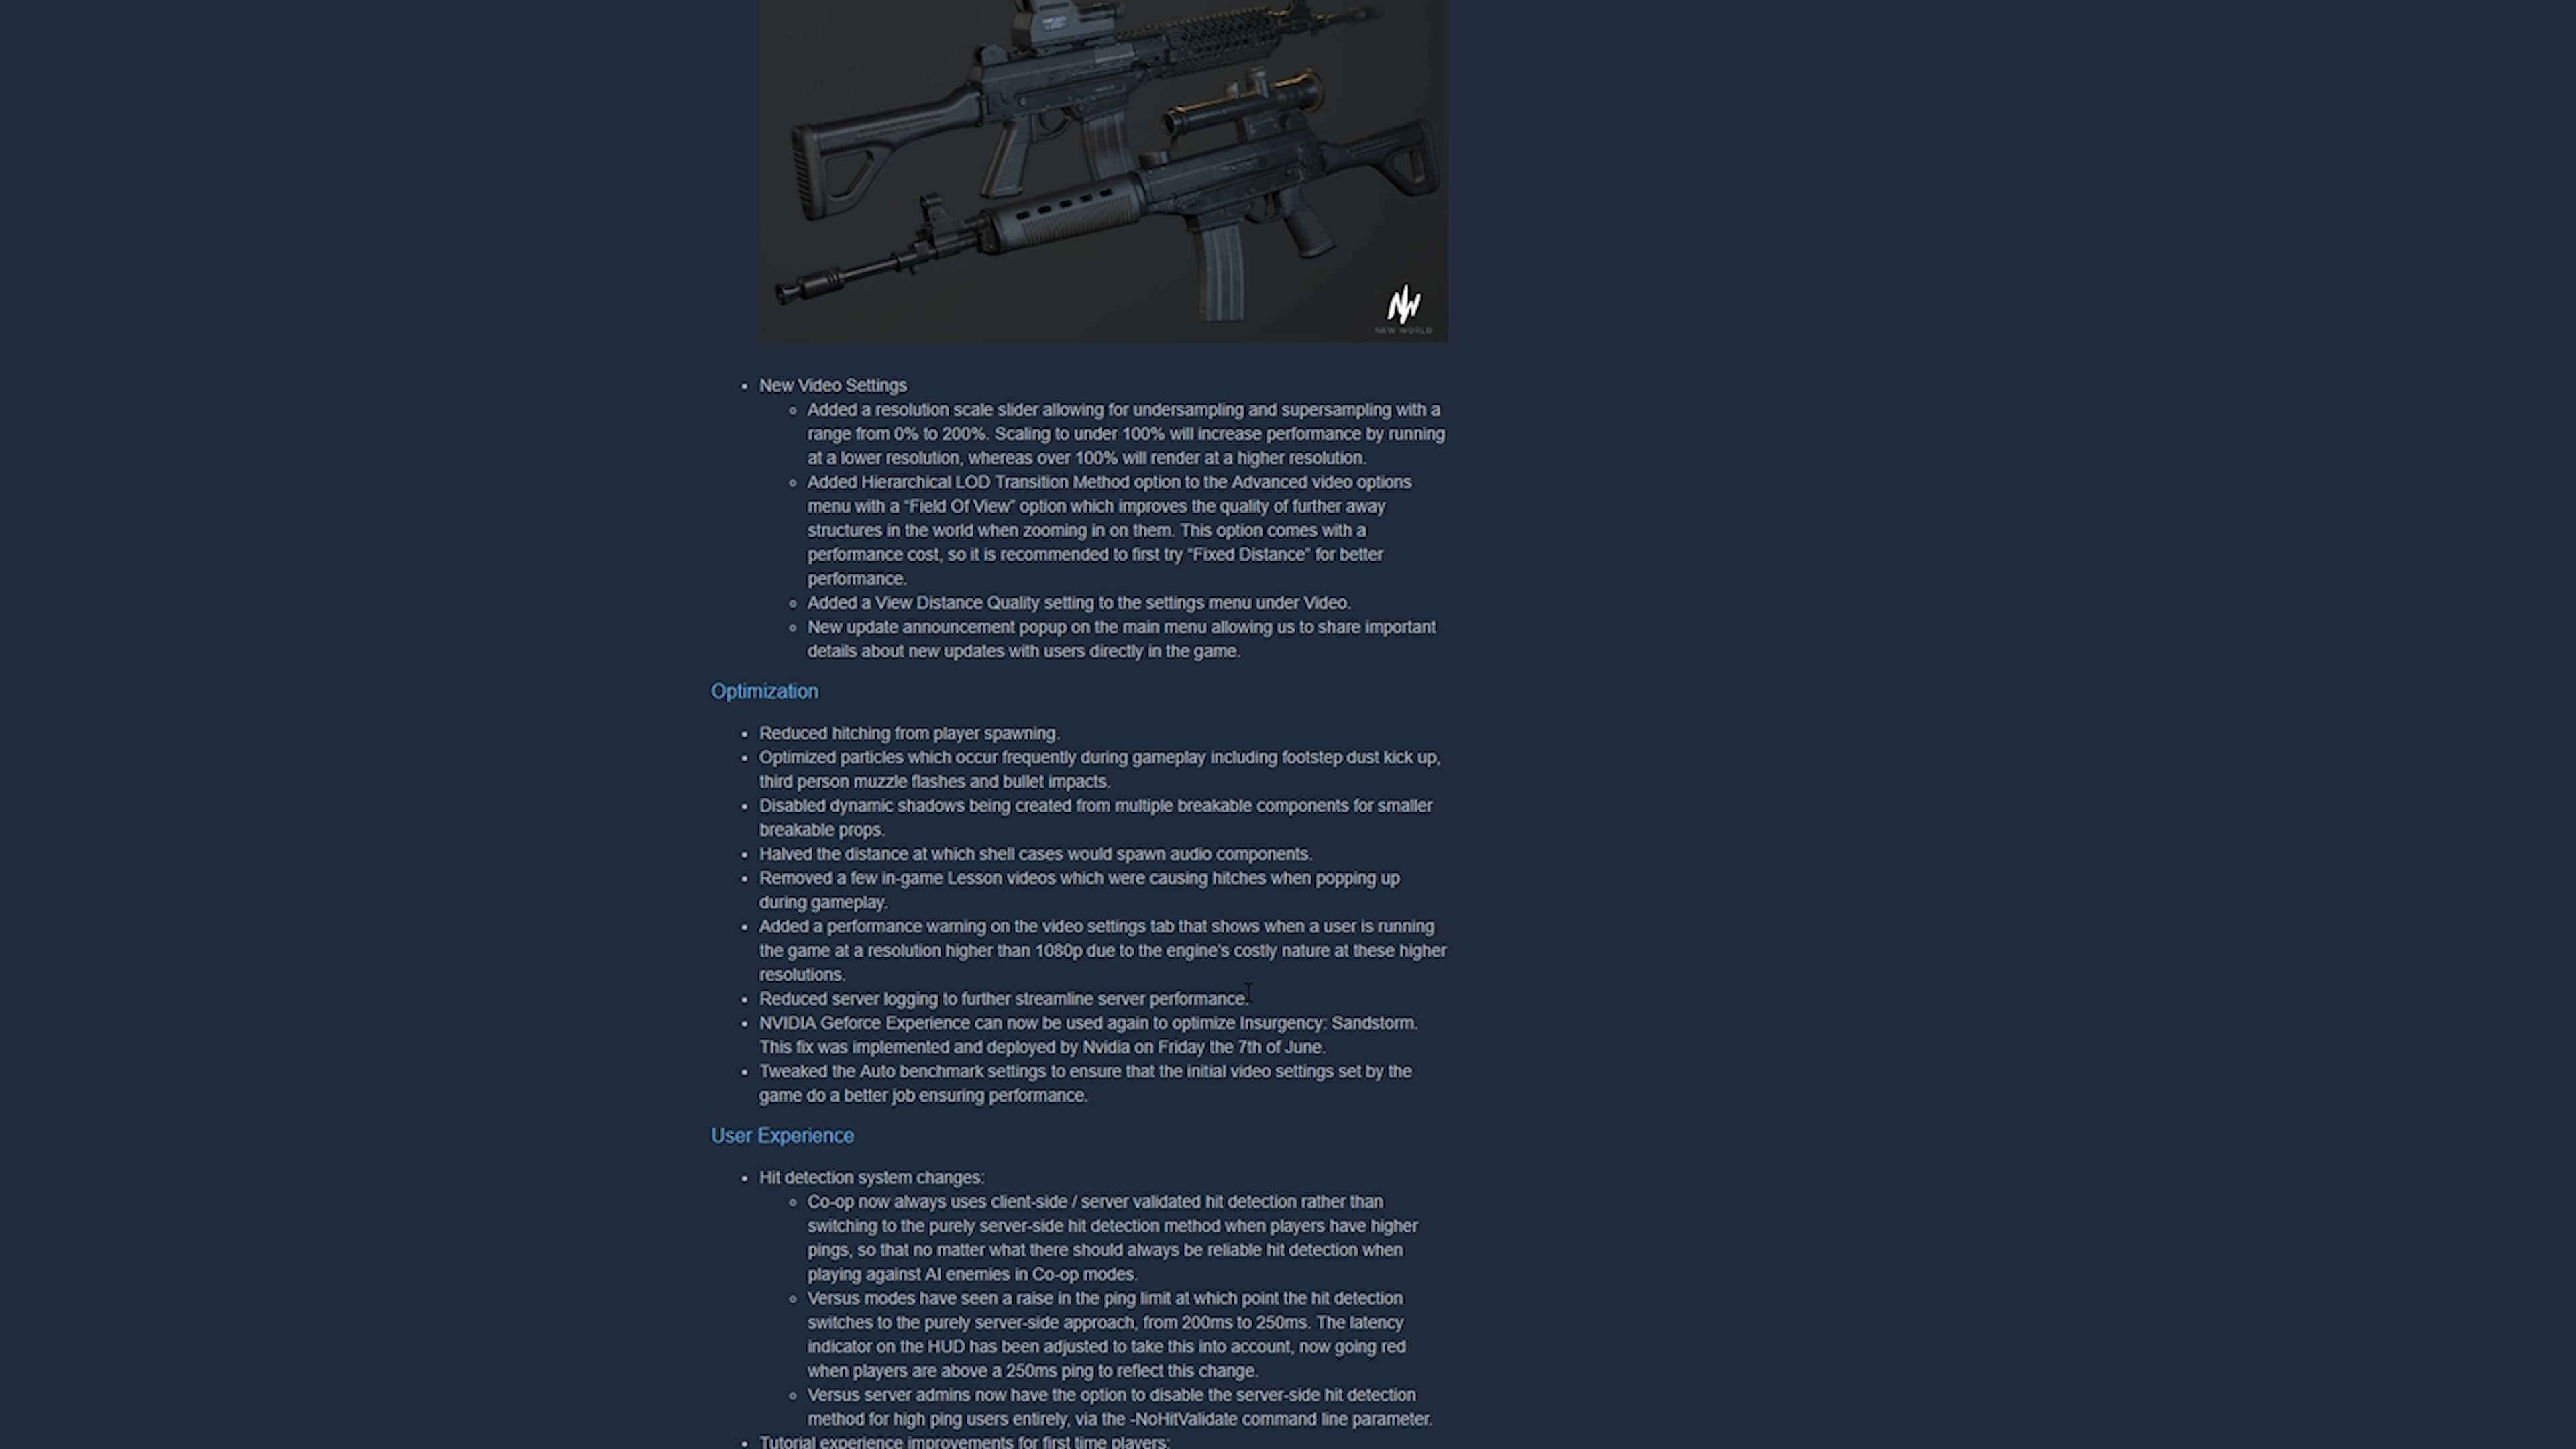 NEW WORLD
New Video Settings
Added a resolution scale slider allowing for undersampling and supersampling with a
range from 0% to 200%. Scaling to under 100% will increase performance by running
at a lower resolution, whereas over 100% will render at a higher resolution.
Added Hierarchical LOD Transition Method option to the Advanced video options
menu with a “Field Of View” option which improves the quality of further away
structures in the world when zooming in on them. This option comes with a
performance cost, so it is recommended to first try “Fixed Distance” for better
performance.
Added a View Distance Quality setting to the settings menu under Video.
New update announcement popup on the main menu allowing us to share important
details about new updates with users directly in the game.
Optimization
Reduced hitching from player spawning.
Optimized particles which occur frequently during gameplay including footstep dust kick up,
third person muzzle flashes and bullet impacts.
Disabled dynamic shadows being created from multiple breakable components for smaller
breakable props.
Halved the distance at which shell cases would spawn audio components.
Removed a few in-game Lesson videos which were causing hitches when popping up
during gameplay.
Added a performance warning on the video settings tab that shows when a user is running
the game at a resolution higher than 1080p due to the engine's costly nature at these higher
resolutions.
Reduced server logging to further streamline server performance.
NVIDIA Geforce Experience can now be used again to optimize Insurgency: Sandstorm.
This fix was implemented and deployed by Nvidia on Friday the 7th of June.
Tweaked the Auto benchmark settings to ensure that the initial video settings set by the
game do a better job ensuring performance.
User Experience
Hit detection system changes:
Co-op now always uses client-side / server validated hit detection rather than
switching to the purely server-side hit detection method when players have higher
pings, so that no matter what there should always be reliable hit detection when
playing against AI enemies in Co-op modes.
Versus modes have seen a raise in the ping limit at which point the hit detection
switches to the purely server-side approach, from 200ms to 250ms. The latency
indicator on the HUD has been adjusted to take this into account, now going red
when players are above a 250ms ping to reflect this change.
Versus server admins now have the option to disable the server-side hit detection
method for high ping users entirely, via the -NoHitValidate command line parameter.
Tutorial experience improvements for first time players: